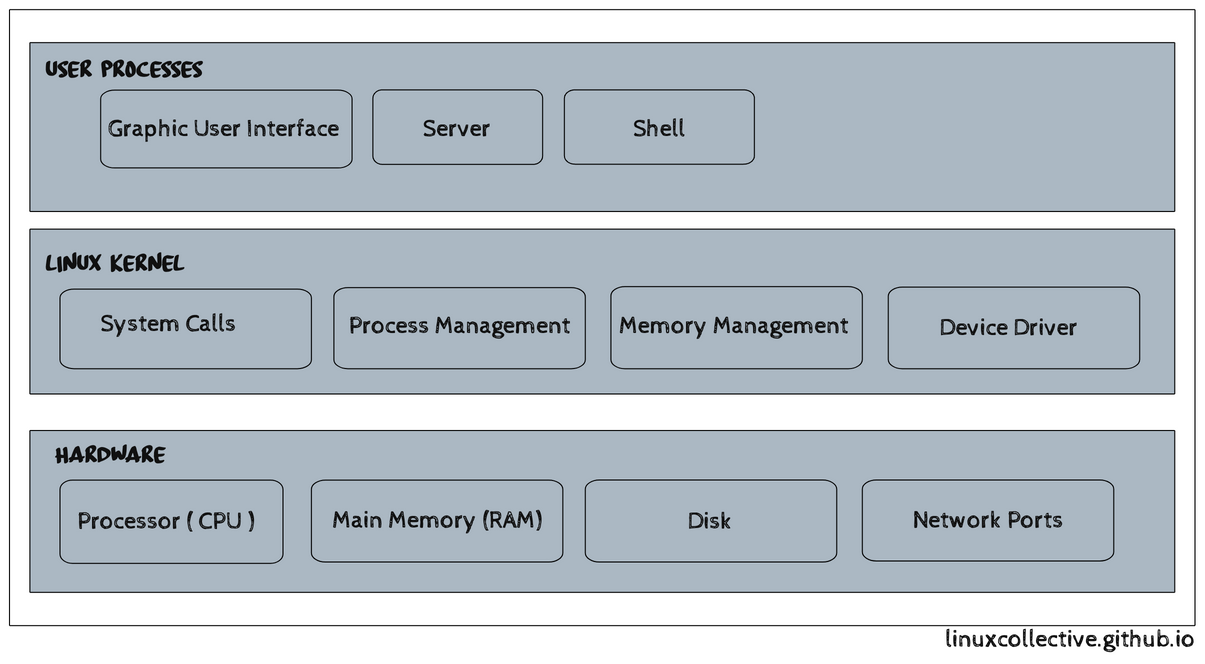 USER PROCESSES
Graphic User Interface
Server
Shell
LINUX KERNEL
System Calls
Process Management
Memory Management
Device Driver
HARDWARE
Processor ( CPU )
Main Memory (RAM)
Disk
Network Ports
linuxcollective.github.io